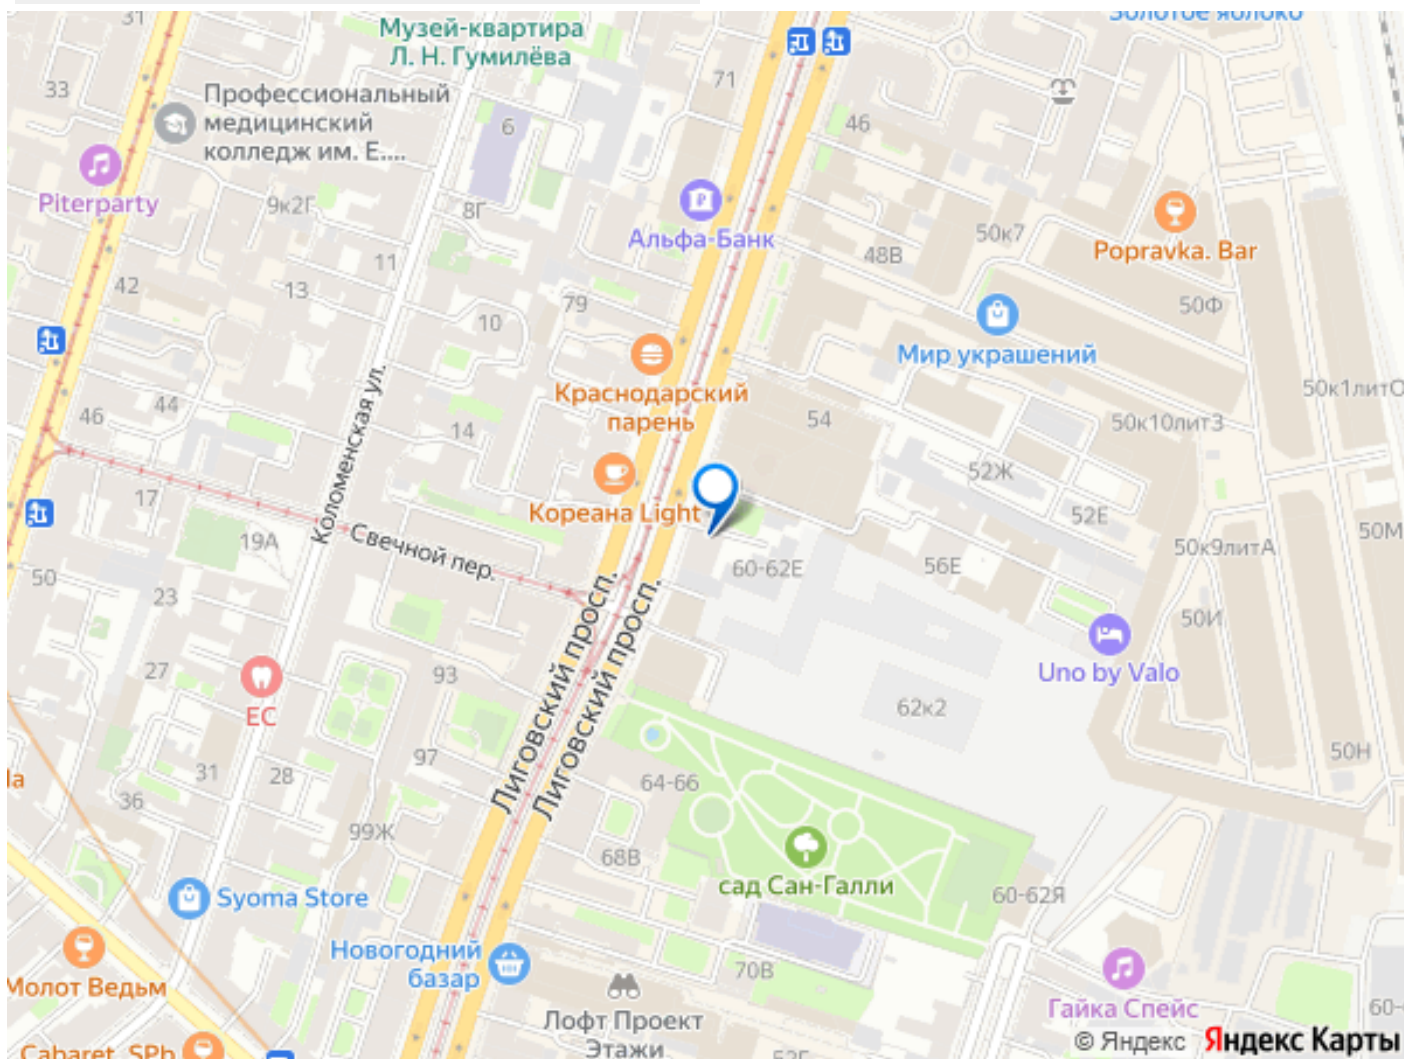 31
Музей-квартира
Л. Н. Гумилёва
Золотое яблоко
33
Профессиональный
медицинский
колледж им. Е....
71
6
46
Piterparty
9к2Г
8Г
Альфа-Банк
50к7
48В
Popravka. Bar
11
42
13
79
10
50Ф
Мир украшений
Краснодарский
парень
50к1литО
44
46
14
54
50к10литЗ
Коломенская ул.
52Ж
17
Кореана Light
52Е
19А
Свечной пер.
50М
50к9литА
60-62Е
56Е
50
23
50И
Лиговский просп.
Лиговский просп.
27
93
Uno by Valo
ЕС
62к2
97
50Н
31
28
64-66
36
99Ж
68В
сад Сан-Галли
60-62Я
Syoma Store
Новогодний
базар
70В
Молот Ведьм
Гайка Спейс
60-
Лофт Проект
Этажи
Cabaret. SPb
© Яндекс Яндекс Карты